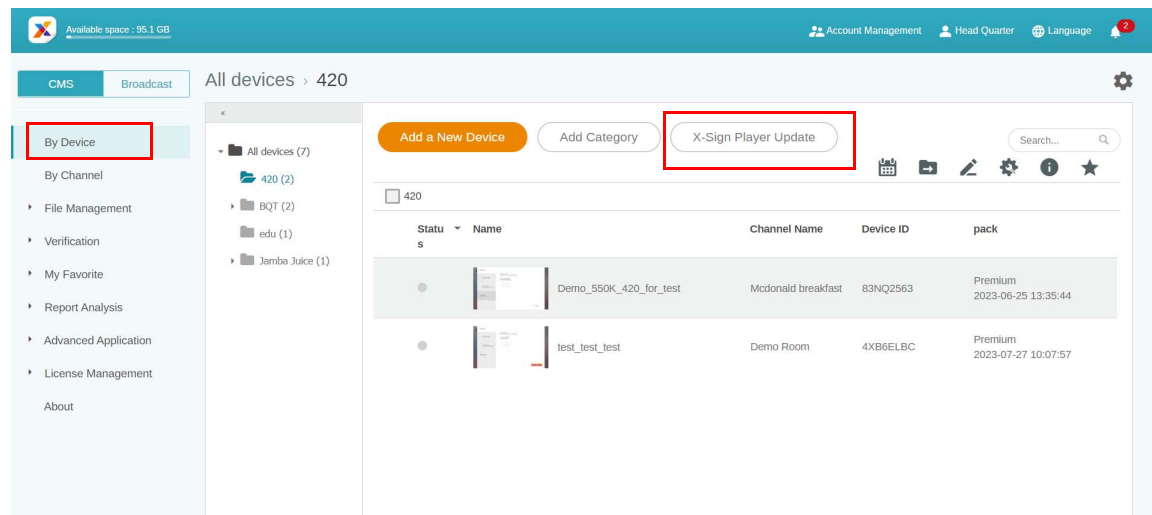 Available space : 95.1 GB
Account Management
Head Quarter
Language
2
CMS
Broadcast
All devices › 420
By Device
By Channel
File Management
Verification
My Favorite
Report Analysis
Advanced Application
License Management
About
«
All devices (7)
420 (2)
BQT (2)
edu (1)
Jamba Juice (1)
Add a New Device
Add Category
X-Sign Player Update
Search...
420
Statu
s
Name
Channel Name
Device ID
pack
Demo_550K_420_for_test
Mcdonald breakfast
83NQ2563
Premium
2023-06-25 13:35:44
test_test_test
Demo Room
4XB6ELBC
Premium
2023-07-27 10:07:57